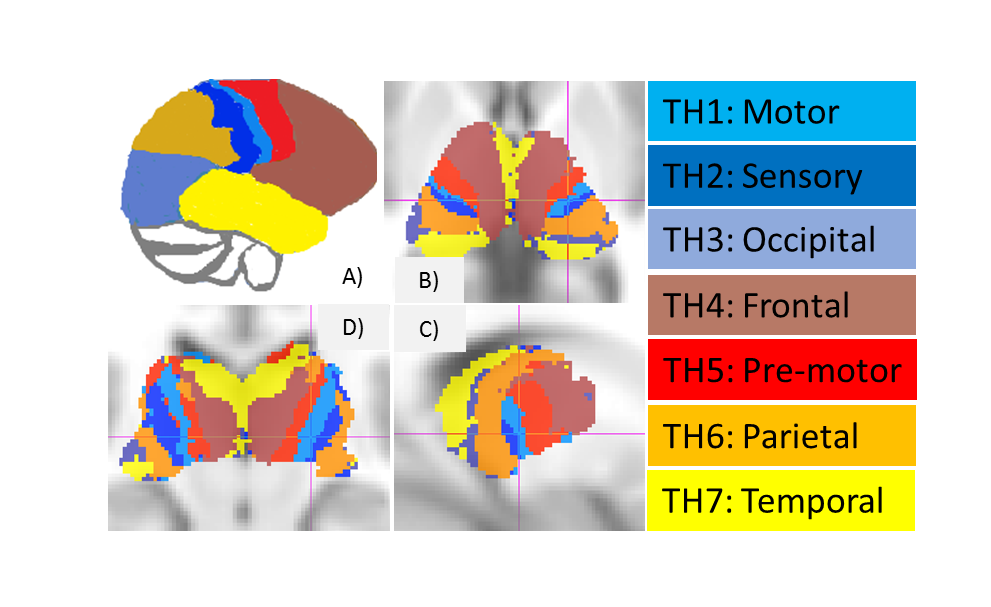 A)
B)
D)
C)
TH1: Motor
TH2: Sensory
TH3: Occipital
TH4: Frontal
TH5: Pre-motor
TH6: Parietal
TH7: Temporal